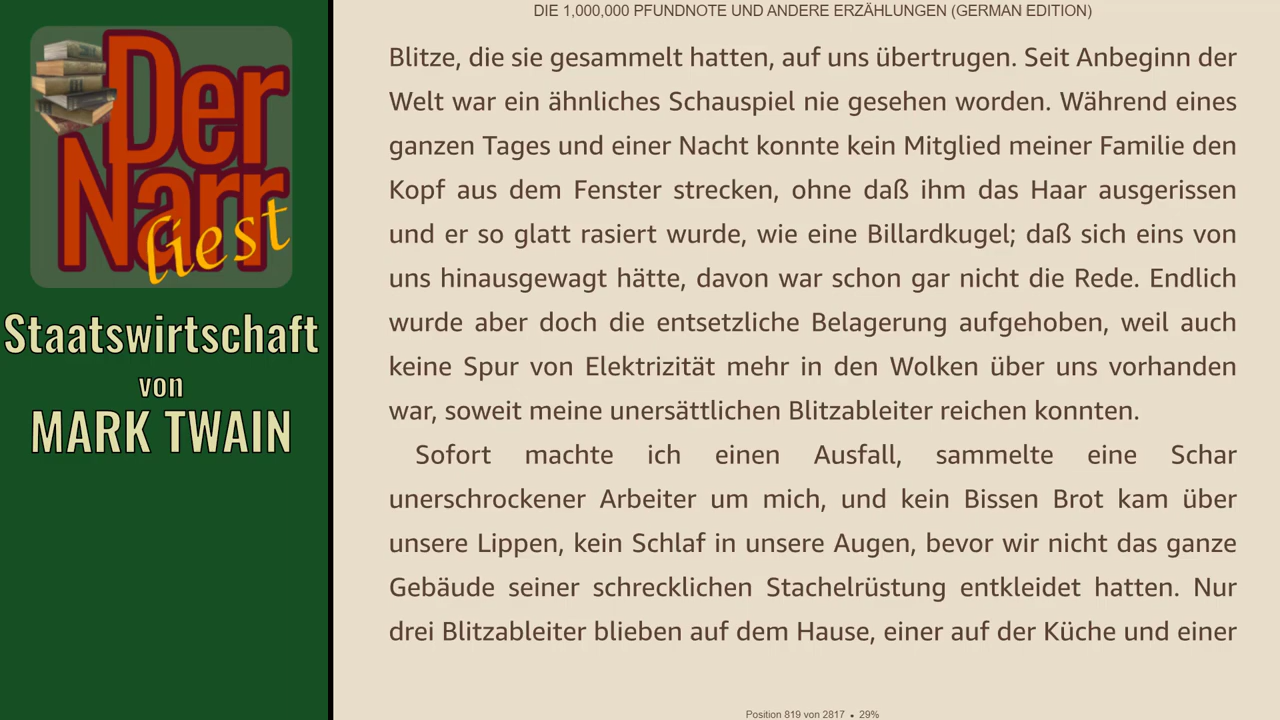 Der
Narr
liest
Staatswirtschaft
von
MARK TWAIN
DIE 1,000,000 PFUNDNOTE UND ANDERE ERZÄHLUNGEN (GERMAN EDITION)
Blitze, die sie gesammelt hatten, auf uns übertrugen. Seit Anbeginn der
Welt war ein ähnliches Schauspiel nie gesehen worden. Während eines
ganzen Tages und einer Nacht konnte kein Mitglied meiner Familie den
Kopf aus dem Fenster strecken, ohne daß ihm das Haar ausgerissen
und er so glatt rasiert wurde, wie eine Billardkugel; daß sich eins von
uns hinausgewagt hätte, davon war schon gar nicht die Rede. Endlich
wurde aber doch die entsetzliche Belagerung aufgehoben, weil auch
keine Spur von Elektrizität mehr in den Wolken über uns vorhanden
war, soweit meine unersättlichen Blitzableiter reichen konnten.
Sofort machte ich einen Ausfall, sammelte eine Schar
unerschrockener Arbeiter um mich, und kein Bissen Brot kam über
unsere Lippen, kein Schlaf in unsere Augen, bevor wir nicht das ganze
Gebäude seiner schrecklichen Stachelrüstung entkleidet hatten. Nur
drei Blitzableiter blieben auf dem Hause, einer auf der Küche und einer
Position 819 von 2817 • 29%